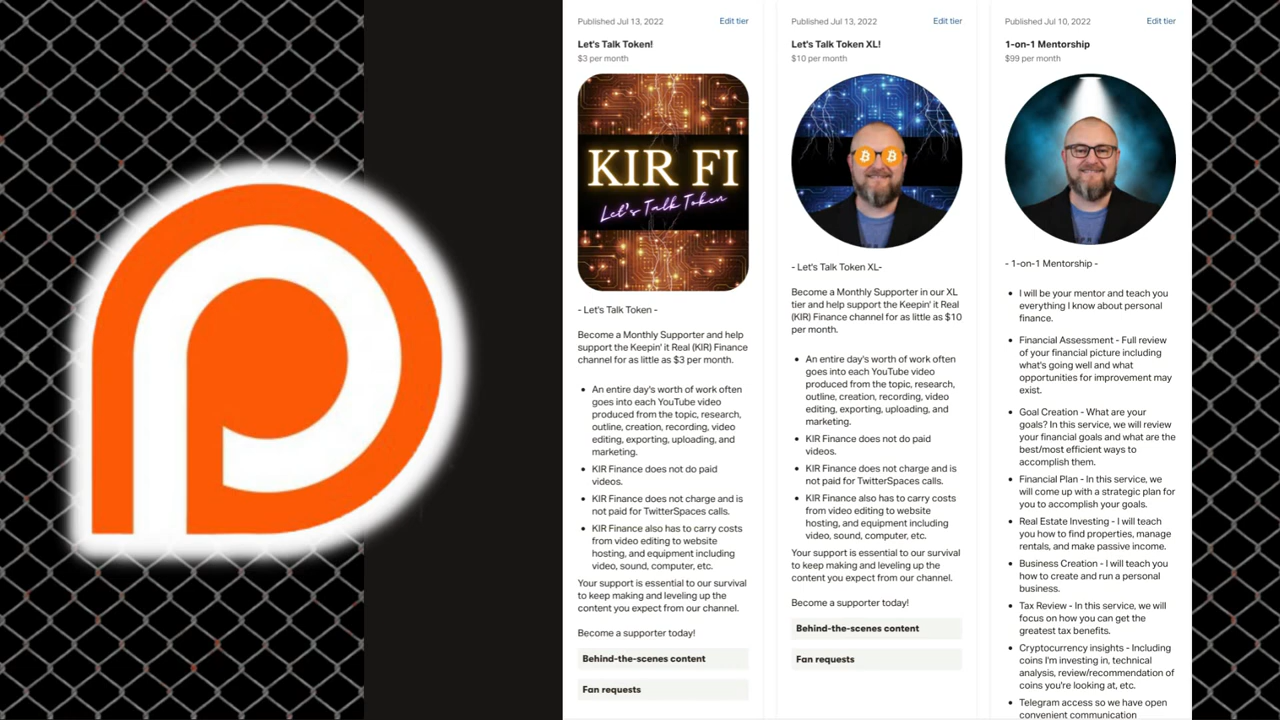 Published Jul 13, 2022
Edit tier
Let's Talk Token!
$3 per month
KIR FI
Let's Talk Token
- Let's Talk Token -
Become a Monthly Supporter and help
support the Keepin' it Real (KIR) Finance
channel for as little as $3 per month.
• An entire day's worth of work often
goes into each YouTube video
produced from the topic, research,
outline, creation, recording, video
editing, exporting, uploading, and
marketing.
• KIR Finance does not do paid
videos.
• KIR Finance does not charge and is
not paid for TwitterSpaces calls.
• KIR Finance also has to carry costs
from video editing to website
hosting, and equipment including
video, sound, computer, etc.
Your support is essential to our survival
to keep making and leveling up the
content you expect from our channel.
Become a supporter today!
Behind-the-scenes content
Fan requests
Published Jul 13, 2022
Edit tier
Let's Talk Token XL!
$10 per month
- Let's Talk Token XL-
Become a Monthly Supporter in our XL
tier and help support the Keepin' it Real
(KIR) Finance channel for as little as $10
per month.
• An entire day's worth of work often
goes into each YouTube video
produced from the topic, research,
outline, creation, recording, video
editing, exporting, uploading, and
marketing.
• KIR Finance does not do paid
videos.
• KIR Finance does not charge and is
not paid for TwitterSpaces calls.
• KIR Finance also has to carry costs
from video editing to website
hosting, and equipment including
video, sound, computer, etc.
Your support is essential to our survival
to keep making and leveling up the
content you expect from our channel.
Become a supporter today!
Behind-the-scenes content
Fan requests
Published Jul 10, 2022
Edit tier
1-on-1 Mentorship
$99 per month
- 1-on-1 Mentorship -
• I will be your mentor and teach you
everything I know about personal
finance.
• Financial Assessment - Full review
of your financial picture including
what's going well and what
opportunities for improvement may
exist.
• Goal Creation - What are your
goals? In this service, we will review
your financial goals and what are the
best/most efficient ways to
accomplish them.
• Financial Plan - In this service, we
will come up with a strategic plan for
you to accomplish your goals.
• Real Estate Investing - I will teach
you how to find properties, manage
rentals, and make passive income.
• Business Creation - I will teach you
how to create and run a personal
business.
• Tax Review - In this service, we will
focus on how you can get the
greatest tax benefits.
• Cryptocurrency insights - Including
coins I'm investing in, technical
analysis, review/recommendation of
coins you're looking at, etc.
• Telegram access so we have open
convenient communication